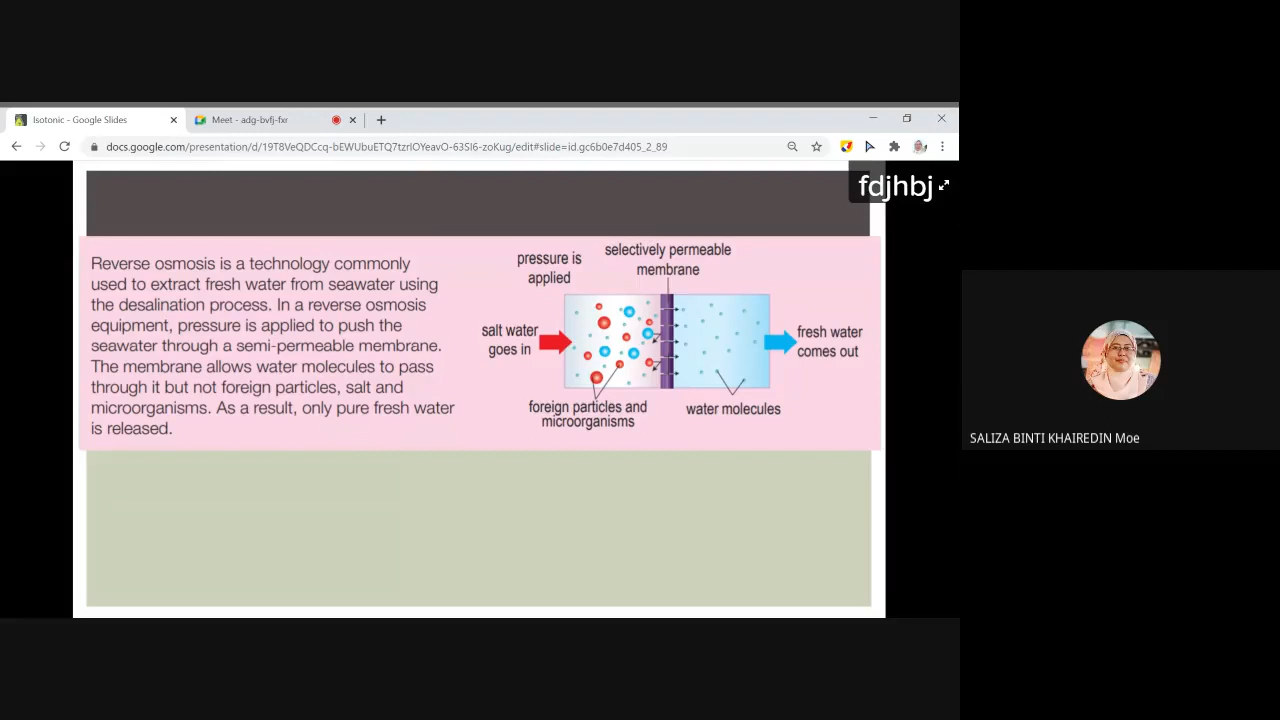 Isotonic - Google Slides
Meet - adg-bvfj-fxr
docs.google.com/presentation/d/19T8VeQDCcq-bEWUbuETQ7tzrIOYeavO-63SI6-zoKug/edit#slide=id.gc6b0e7d405_2_89
fdjhbj
Reverse osmosis is a technology commonly
used to extract fresh water from seawater using
the desalination process. In a reverse osmosis
equipment, pressure is applied to push the
seawater through a semi-permeable membrane.
The membrane allows water molecules to pass
through it but not foreign particles, salt and
microorganisms. As a result, only pure fresh water
is released.
pressure is
applied
selectively permeable
membrane
salt water
goes in
fresh water
comes out
foreign particles and
microorganisms
water molecules
SALIZA BINTI KHAIREDIN Moe